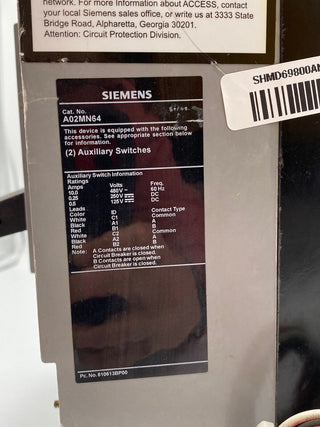 network. For more information about ACCESS, contact
your local Siemens sales office, or write us at 3333 State
Bridge Road, Alpharetta, Georgia 30201.
Attention: Circuit Protection Division.
SHMD69800A
SIEMENS
Cat. No.
A02MN64
This device is equipped with the following
accessories. See appropriate section below
for information.
(2) Auxiliary Switches
Auxiliary Switch Information
Ratings
Amps Volts Freq.
10.0 480V~ 60 Hz
0.25 250V DC
0.5 125V DC
Leads
Color ID Contact Type
White C1 Common
Black A1 A
Red B1 B
White C2 Common
Black A2 A
Red B2 B
Note: A Contacts are closed when
Circuit Breaker is closed.
B Contacts are open when
Circuit Breaker is closed.
Pc. No. 810613BP00